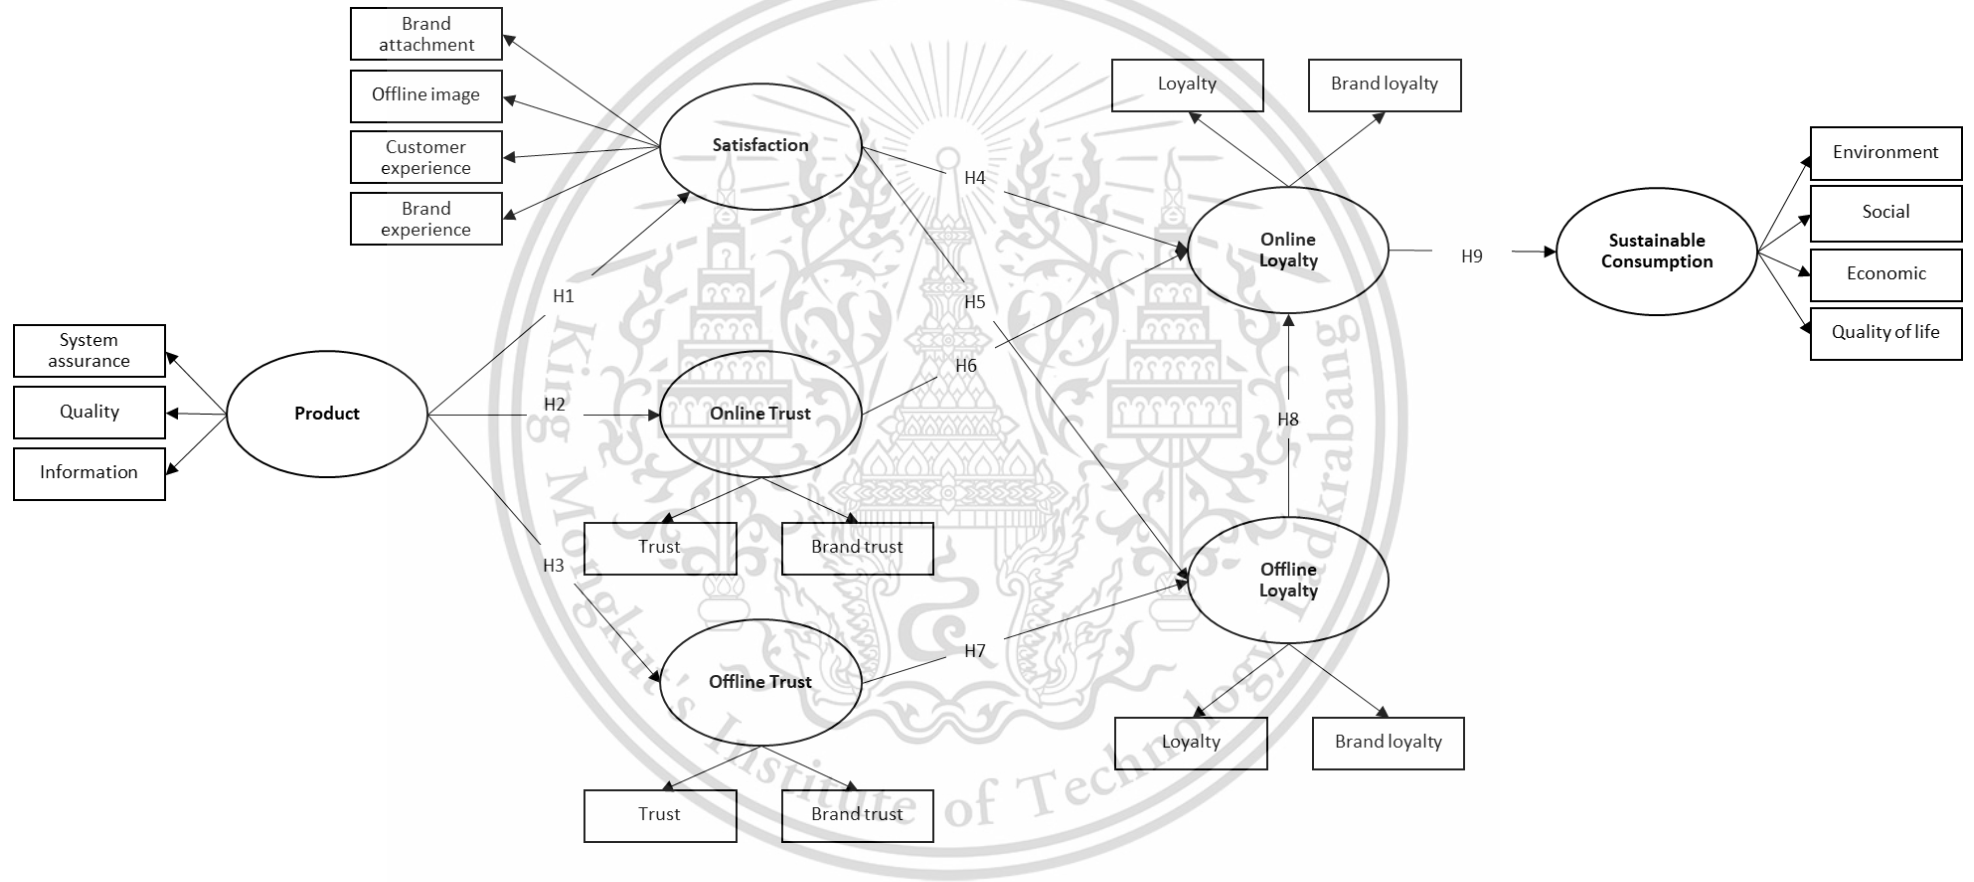 Brand
attachment
Offline image
Customer
experience
Brand
experience
Satisfaction
Loyalty
Brand loyalty
Environment
Social
Economic
Quality of life
Online
Loyalty
Sustainable
Consumption
H4
H9
H1
H5
System
assurance
Quality
Information
Product
H2
Online Trust
H6
H8
Trust
Brand trust
H3
Offline
Loyalty
Offline Trust
H7
Loyalty
Brand loyalty
Trust
Brand trust
King Mongkut's Institute of Technology Ladkrabang